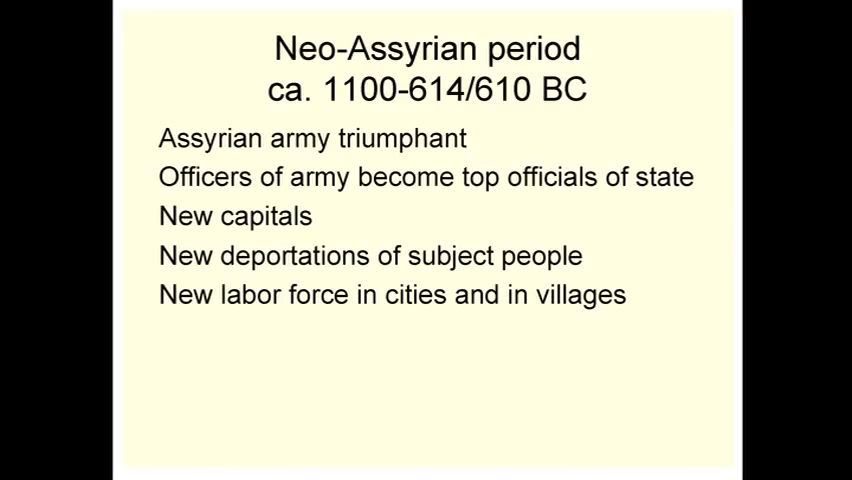 Neo-Assyrian period
ca. 1100-614/610 BC
Assyrian army triumphant
Officers of army become top officials of state
New capitals
New deportations of subject people
New labor force in cities and in villages